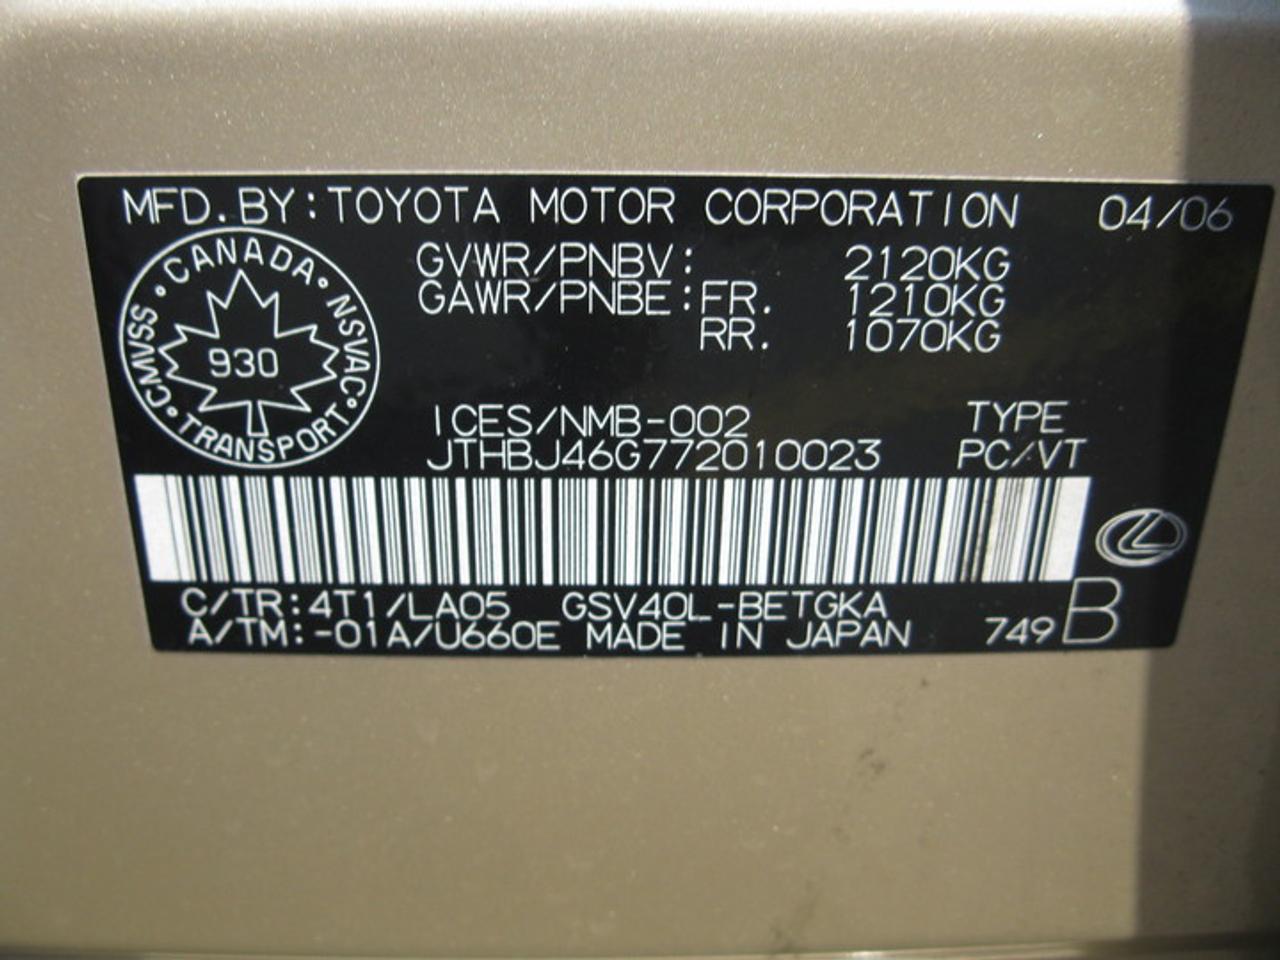 MFD. BY: TOYOTA MOTOR CORPORATION 04/06
CANADA · NSVAC · TRANSPORT · CMVSS
930
GVWR/PNBV: 2120KG
GAWR/PNBE: FR. 1210KG
RR. 1070KG
ICES/NMB-002 TYPE
JTHBJ46G772010023 PC/VT
C/TR: 4T1/LA05 GSV40L-BETGKA
A/TM: -01A/U660E MADE IN JAPAN 749 B